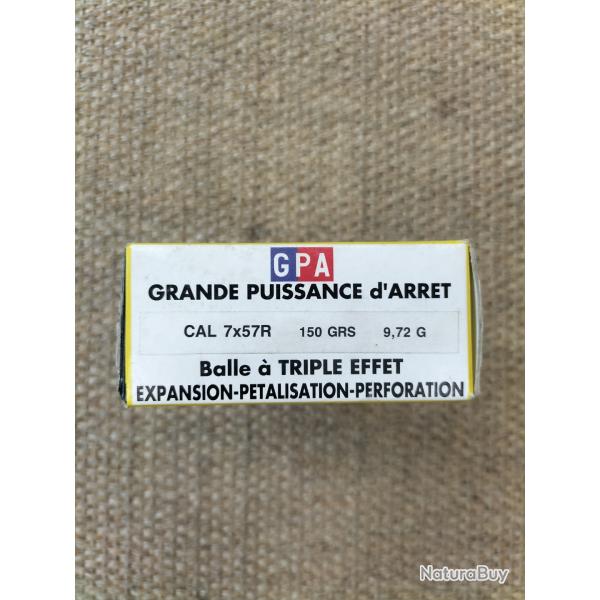 GPA
GRANDE PUISSANCE d'ARRET
CAL 7x57R 150 GRS 9,72 G
Balle à TRIPLE EFFET
EXPANSION-PETALISATION-PERFORATION
NaturaBuy